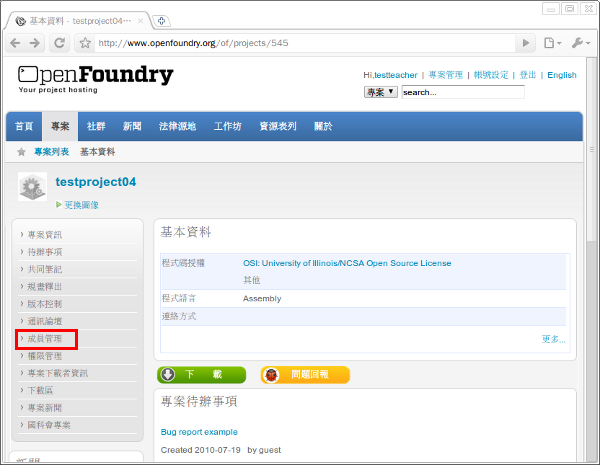 基本資料 - testproject04···
http://www.openfoundry.org/of/projects/545
OpenFoundry
Your project hosting
Hi,testteacher | 專案管理 | 帳號設定 | 登出 | English
專案 search...
首頁 專案 社群 新聞 法律源地 工作坊 資源表列 關於
專案列表 基本資料
testproject04
更換圖像
專案資訊
待辦事項
共同筆記
規畫釋出
版本控制
通訊論壇
成員管理
權限管理
專案下載者資訊
下載區
專案新聞
國科會專案
基本資料
程式碼授權 OSI: University of Illinois/NCSA Open Source License
其他
程式語言 Assembly
連絡方式
更多...
下 載 問題回報
專案待辦事項
Bug report example
Created 2010-07-19 by guest